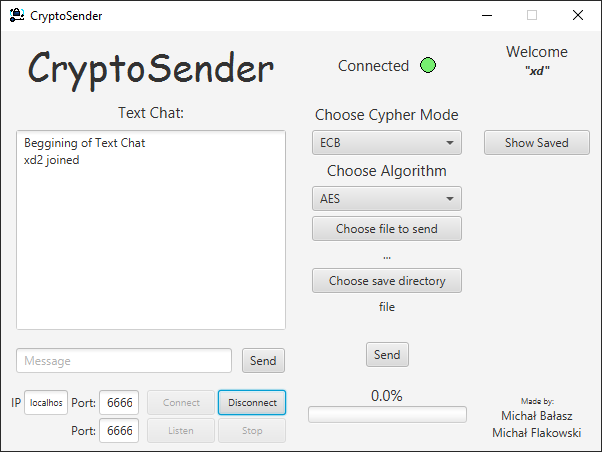 CryptoSender
CryptoSender
Connected
Welcome
"xd"
Text Chat:
Beggining of Text Chat
xd2 joined
Choose Cypher Mode
ECB
Show Saved
Choose Algorithm
AES
Choose file to send
...
Choose save directory
file
Message
Send
Send
IP
localhos
Port:
6666
Connect
Disconnect
Port:
6666
Listen
Stop
0.0%
Made by:
Michał Bałasz
Michał Flakowski